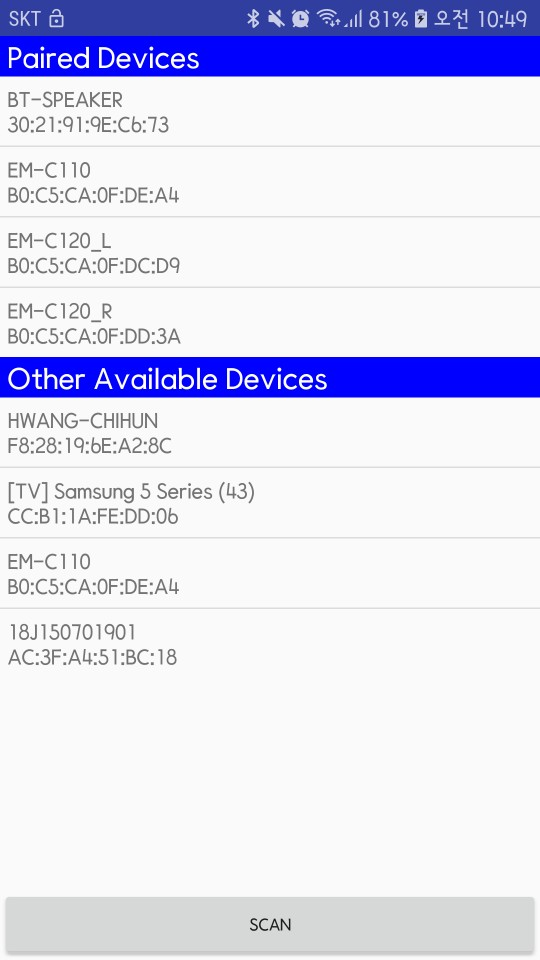 SKT 81% 오전 10:49
Paired Devices
BT-SPEAKER
30:21:91:9E:C6:73
EM-C110
B0:C5:CA:0F:DE:A4
EM-C120_L
B0:C5:CA:0F:DC:D9
EM-C120_R
B0:C5:CA:0F:DD:3A
Other Available Devices
HWANG-CHIHUN
F8:28:19:6E:A2:8C
[TV] Samsung 5 Series (43)
CC:B1:1A:FE:DD:06
EM-C110
B0:C5:CA:0F:DE:A4
18J150701901
AC:3F:A4:51:BC:18
SCAN